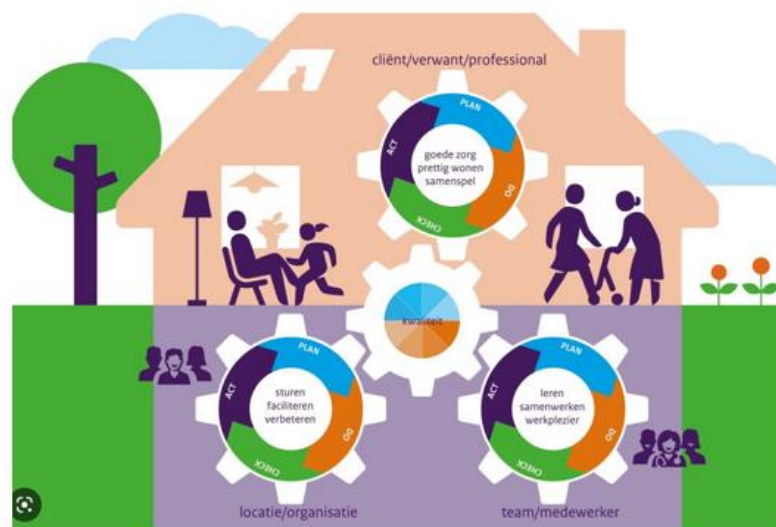 cliënt/verwant/professional
PLAN
ACT
goede zorg
prettig wonen
samenspel
DO
CHECK
kwaliteit
PLAN
ACT
sturen
faciliteren
verbeteren
DO
CHECK
PLAN
ACT
leren
samenwerken
werkplezier
DO
CHECK
locatie/organisatie
team/medewerker